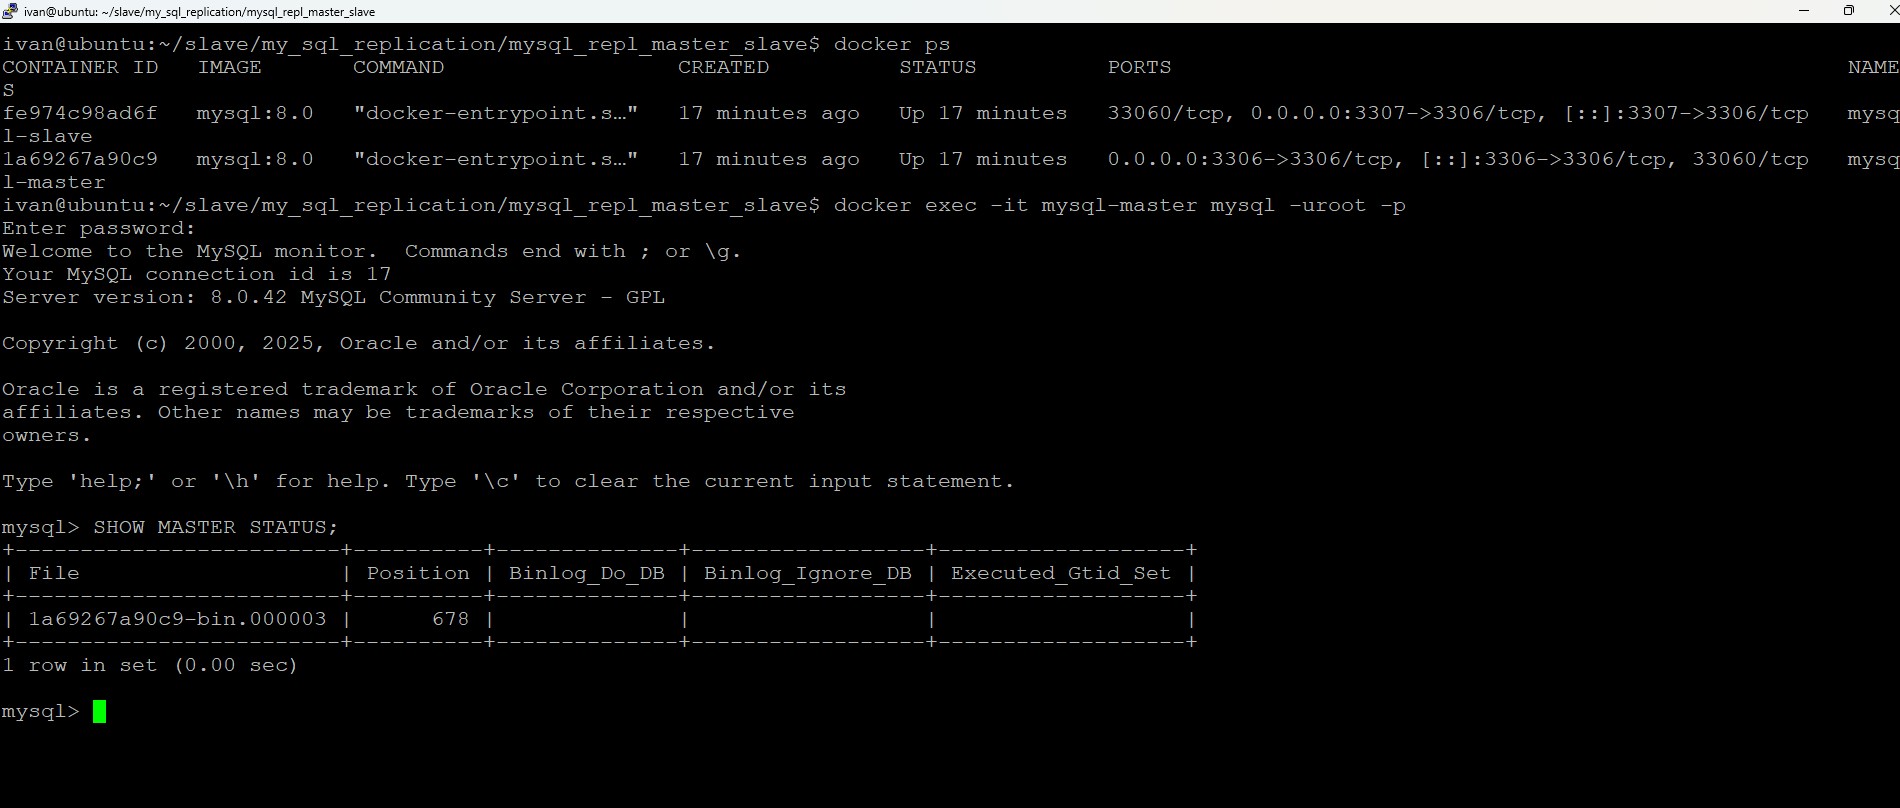 ivan@ubuntu: ~/slave/my_sql_replication/mysql_repl_master_slave
ivan@ubuntu:~/slave/my_sql_replication/mysql_repl_master_slave$ docker ps
CONTAINER ID   IMAGE       COMMAND                  CREATED          STATUS          PORTS                                                    NAME
S
fe974c98ad6f   mysql:8.0   "docker-entrypoint.s…"   17 minutes ago   Up 17 minutes   33060/tcp, 0.0.0.0:3307->3306/tcp, [::]:3307->3306/tcp   mysq
l-slave
1a69267a90c9   mysql:8.0   "docker-entrypoint.s…"   17 minutes ago   Up 17 minutes   0.0.0.0:3306->3306/tcp, [::]:3306->3306/tcp, 33060/tcp   mysq
l-master
ivan@ubuntu:~/slave/my_sql_replication/mysql_repl_master_slave$ docker exec -it mysql-master mysql -uroot -p
Enter password:
Welcome to the MySQL monitor.  Commands end with ; or \g.
Your MySQL connection id is 17
Server version: 8.0.42 MySQL Community Server - GPL
Copyright (c) 2000, 2025, Oracle and/or its affiliates.
Oracle is a registered trademark of Oracle Corporation and/or its
affiliates. Other names may be trademarks of their respective
owners.
Type 'help;' or '\h' for help. Type '\c' to clear the current input statement.
mysql> SHOW MASTER STATUS;
+-------------------------+----------+--------------+------------------+-------------------+
| File                    | Position | Binlog_Do_DB | Binlog_Ignore_DB | Executed_Gtid_Set |
+-------------------------+----------+--------------+------------------+-------------------+
| 1a69267a90c9-bin.000003 |      678 |              |                  |                   |
+-------------------------+----------+--------------+------------------+-------------------+
1 row in set (0.00 sec)
mysql>